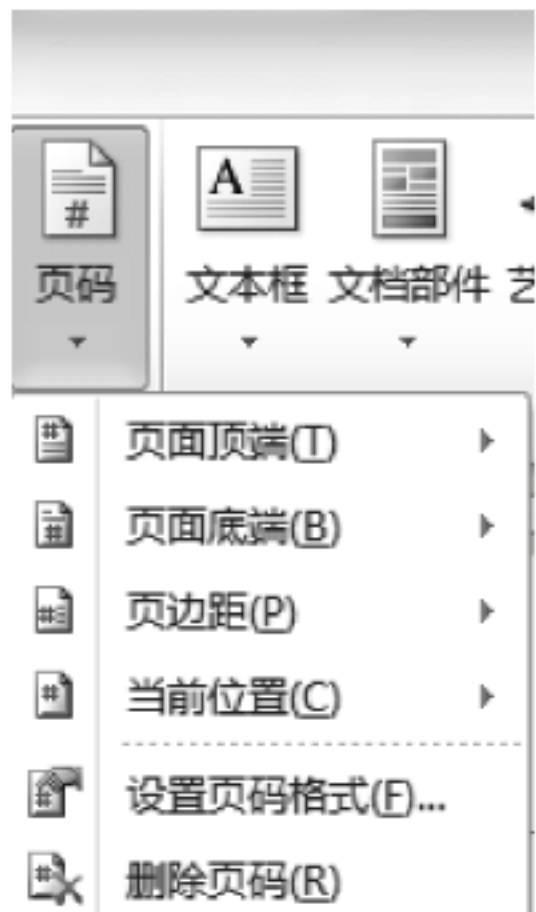 页码 文本框 文档部件 艺
页面顶端(T)
页面底端(B)
页边距(P)
当前位置(C)
设置页码格式(F)...
删除页码(R)